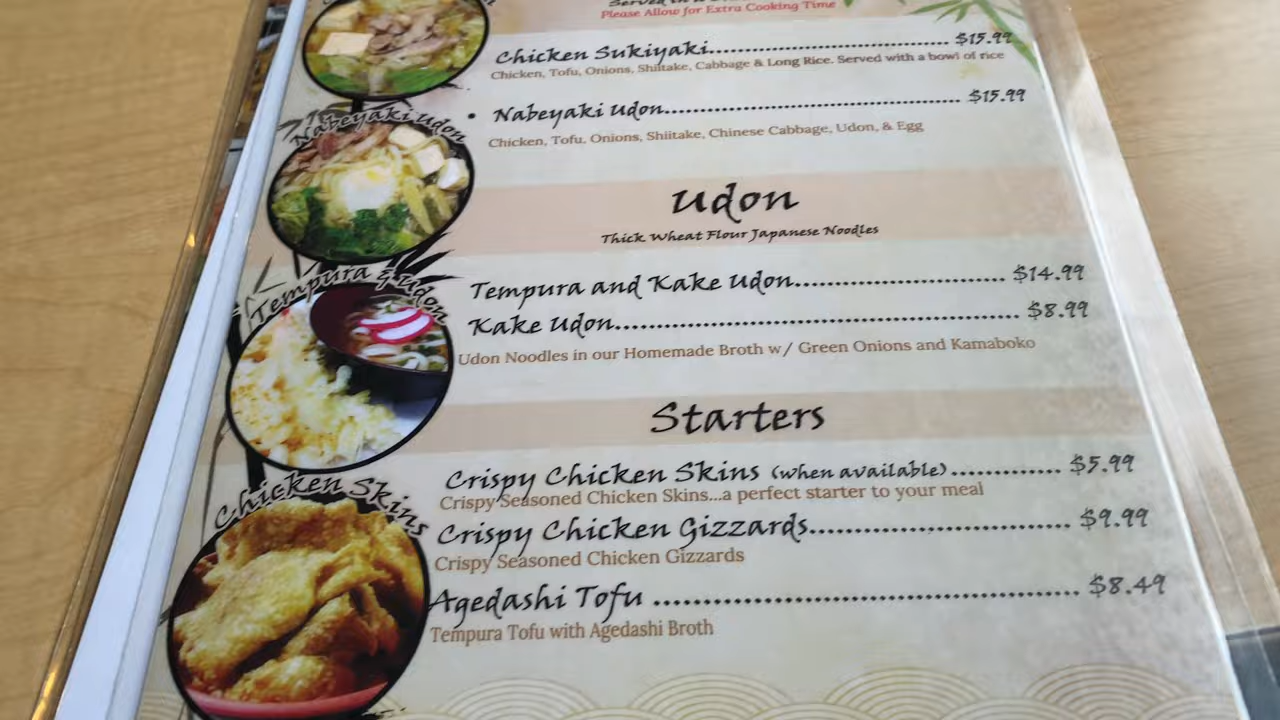 Served in a
Please Allow for Extra Cooking Time
Chicken Sukiyaki........................................ $15.99
Chicken, Tofu, Onions, Shiitake, Cabbage & Long Rice. Served with a bowl of rice
Nabeyaki Udon
• Nabeyaki Udon................................................ $15.99
Chicken, Tofu, Onions, Shiitake, Chinese Cabbage, Udon, & Egg
Udon
Thick Wheat Flour Japanese Noodles
Tempura & Udon
Tempura and Kake Udon................................ $14.99
Kake Udon...................................................... $8.99
Udon Noodles in our Homemade Broth w/ Green Onions and Kamaboko
Starters
Chicken Skins
Crispy Chicken Skins (when available)............... $5.99
Crispy Seasoned Chicken Skins...a perfect starter to your meal
Crispy Chicken Gizzards.................................... $9.99
Crispy Seasoned Chicken Gizzards
Agedashi Tofu .................................................. $8.49
Tempura Tofu with Agedashi Broth